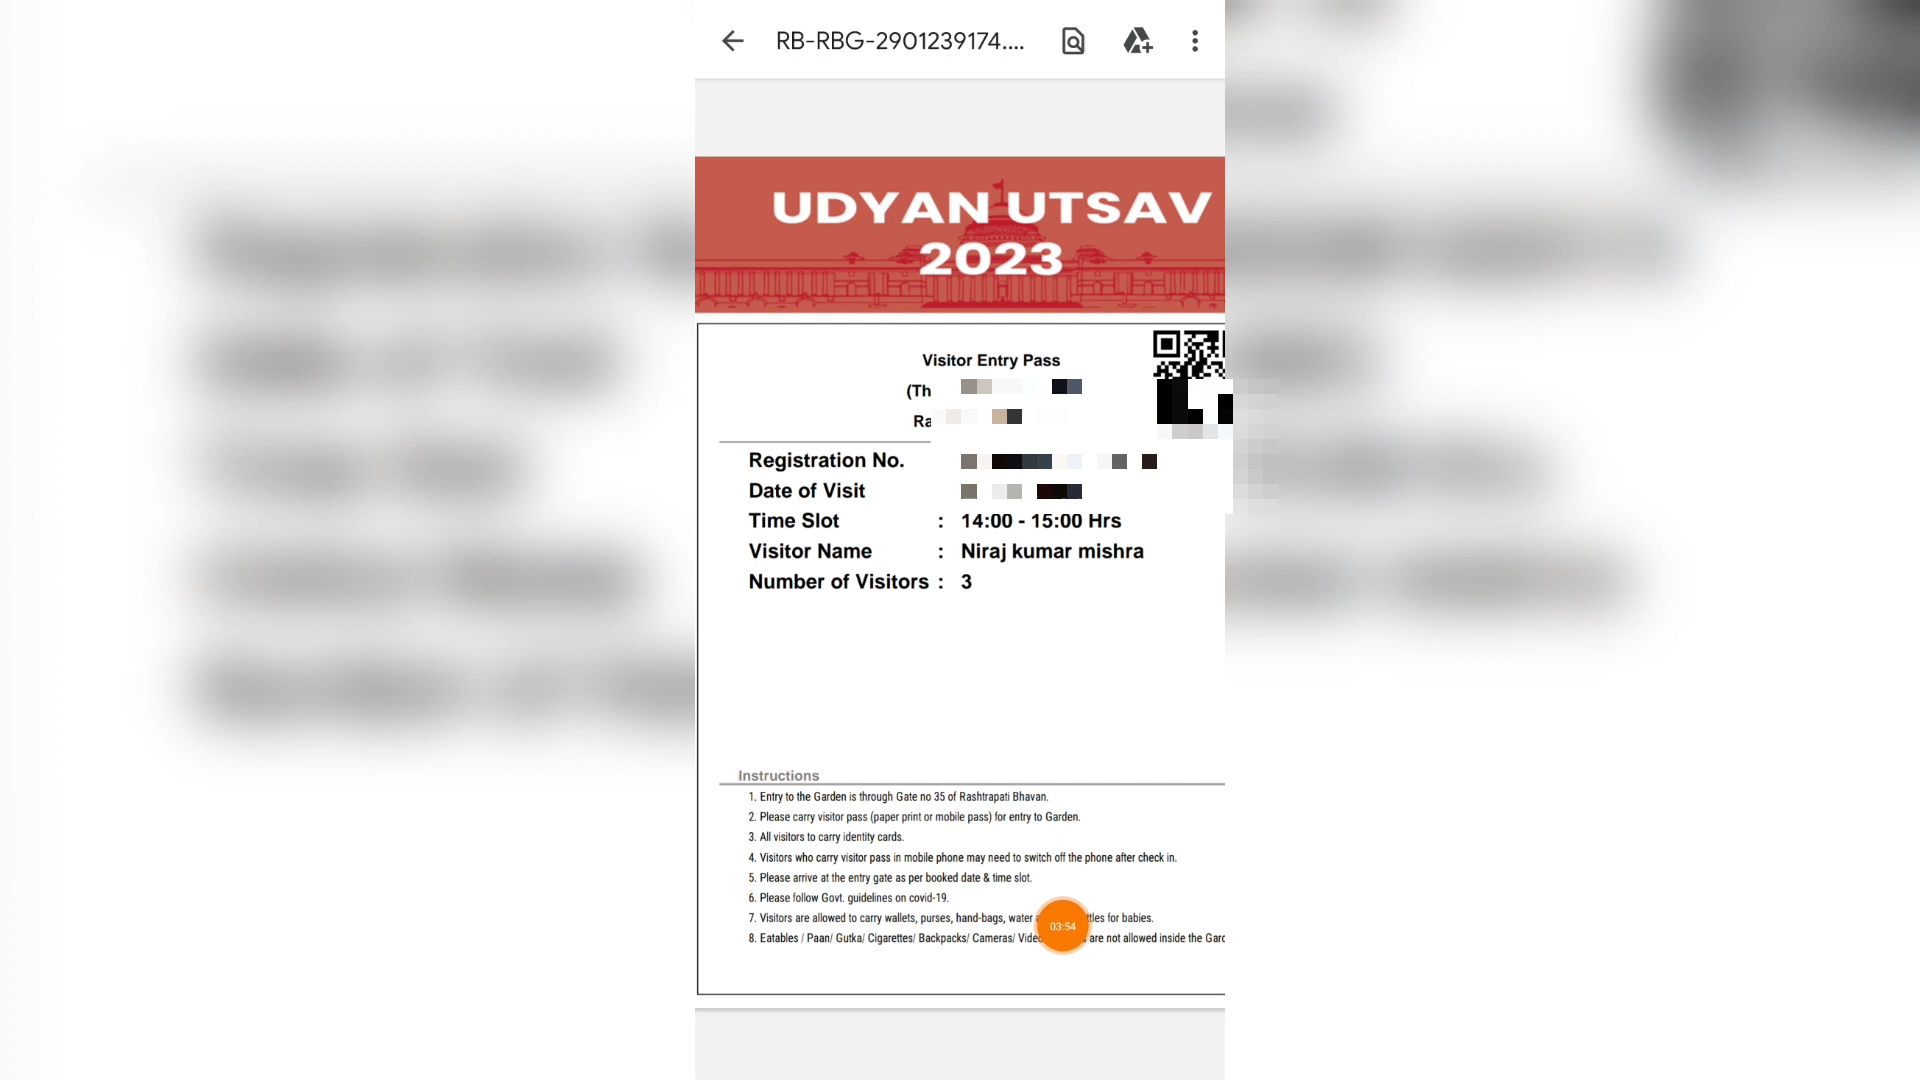 RB-RBG-2901239174....
UDYAN UTSAV
2023
Visitor Entry Pass
(Th
Ra
Registration No.
Date of Visit
Time Slot : 14:00 - 15:00 Hrs
Visitor Name : Niraj kumar mishra
Number of Visitors : 3
Instructions
1. Entry to the Garden is through Gate no 35 of Rashtrapati Bhavan.
2. Please carry visitor pass (paper print or mobile pass) for entry to Garden.
3. All visitors to carry identity cards.
4. Visitors who carry visitor pass in mobile phone may need to switch off the phone after check in.
5. Please arrive at the entry gate as per booked date & time slot.
6. Please follow Govt. guidelines on covid-19.
7. Visitors are allowed to carry wallets, purses, hand-bags, water for babies.
8. Eatables / Paan/ Gutka/ Cigarettes/ Backpacks/ Cameras/ are not allowed inside the
03:54